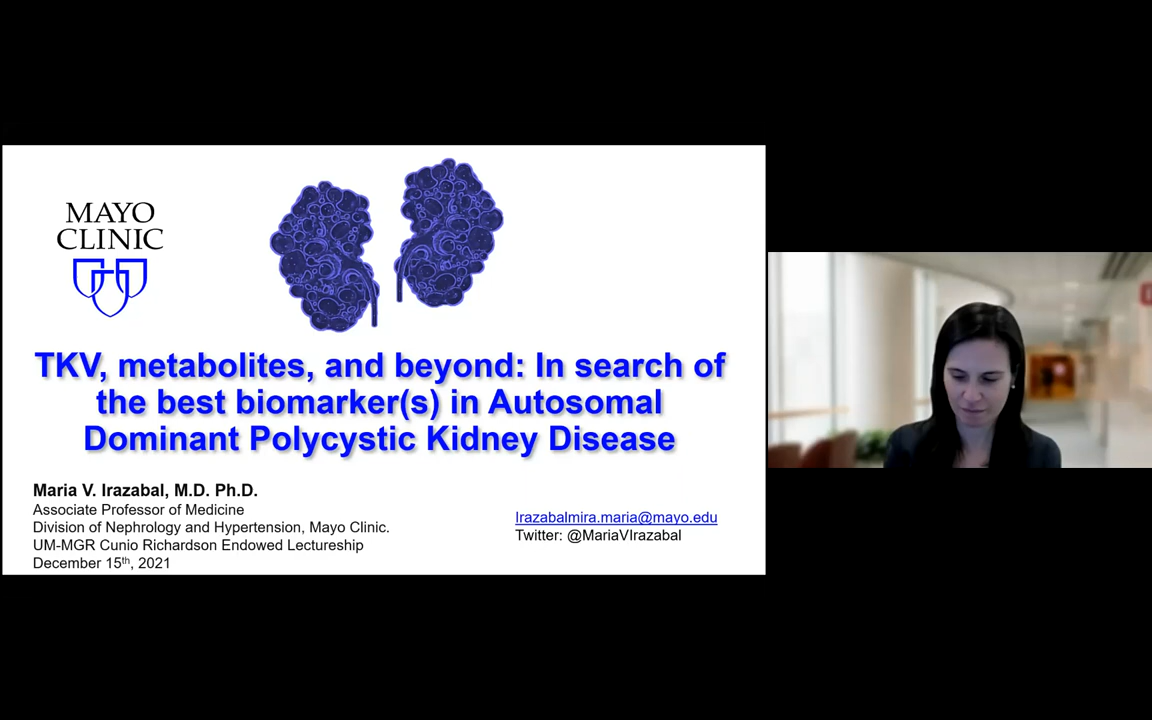 MAYO
CLINIC
TKV, metabolites, and beyond: In search of
the best biomarker(s) in Autosomal
Dominant Polycystic Kidney Disease
Maria V. Irazabal, M.D. Ph.D.
Associate Professor of Medicine
Division of Nephrology and Hypertension, Mayo Clinic.
UM-MGR Cunio Richardson Endowed Lectureship
December 15th, 2021
Irazabalmira.maria@mayo.edu
Twitter: @MariaVIrazabal